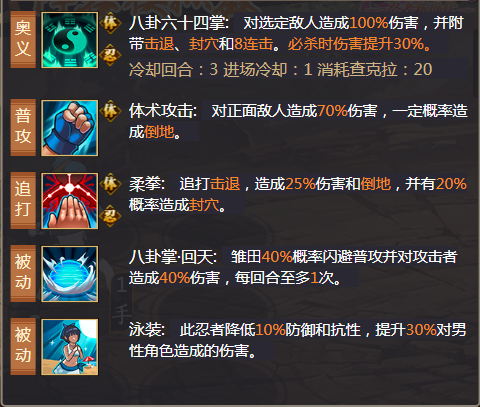 奥义
体
忍
八卦六十四掌: 对选定敌人造成100%伤害，并附
带击退、封穴和8连击。必杀时伤害提升30%。
冷却回合：3 进场冷却：1 消耗查克拉：20
普攻
体
体术攻击: 对正面敌人造成70%伤害，一定概率造
成倒地。
追打
体
忍
柔拳: 追打击退，造成25%伤害和倒地，并有20%
概率造成封穴。
被动
八卦掌·回天: 雏田40%概率闪避普攻并对攻击者
造成40%伤害，每回合至多1次。
被动
泳装: 此忍者降低10%防御和抗性，提升30%对男
性角色造成的伤害。
1
手